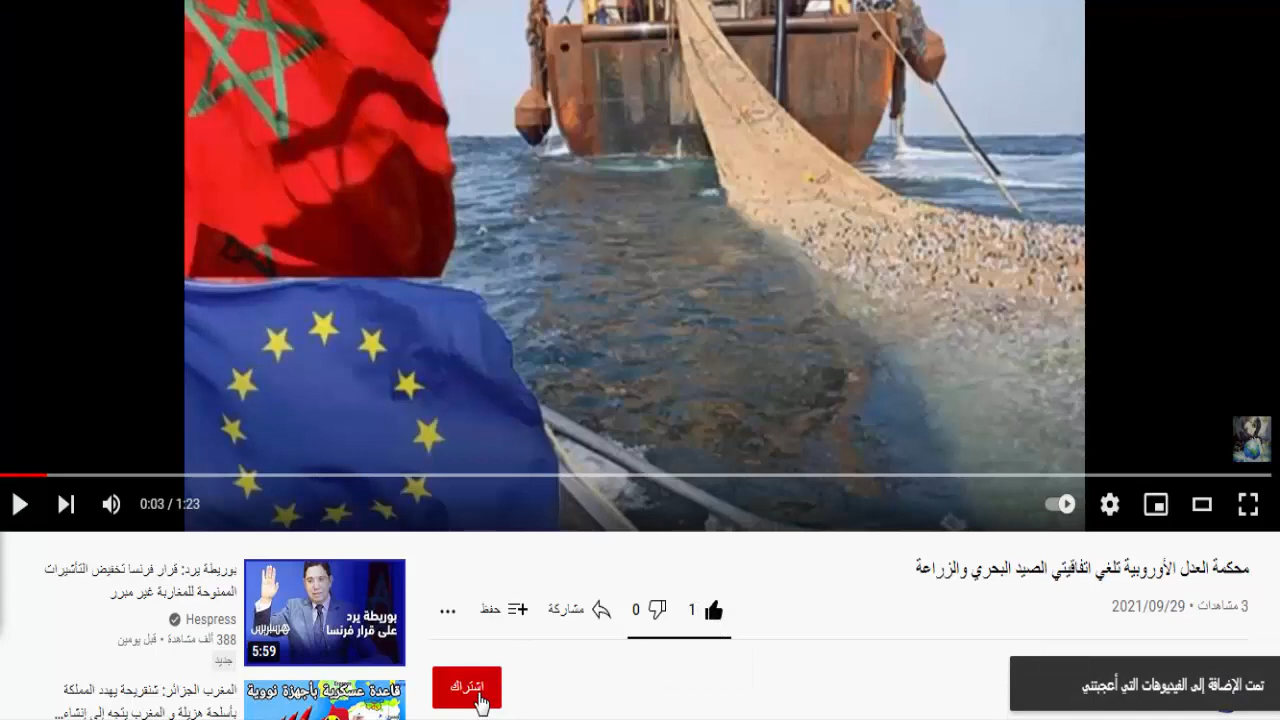 0:03 / 1:23
محكمة العدل الأوروبية تلغي اتفاقيتي الصيد البحري والزراعة
3 مشاهدات • 2021/09/29
1
0
مشاركة
حفظ
اشتراك
تمت الإضافة إلى الفيديوهات التي أعجبتني
بوريطة يرد
على قرار فرنسا
هسبريس
5:59
بوريطة يرد: قرار فرنسا تخفيض التأشيرات
الممنوحة للمغاربة غير مبرر
Hespress
388 ألف مشاهدة • قبل يومين
جديد
قاعدة عسكرية بأجهزة نووية
المغرب الجزائر: شنقريحة يهدد المملكة
بأسلحة هزيلة و المغرب يتجه إلى إنشاء...